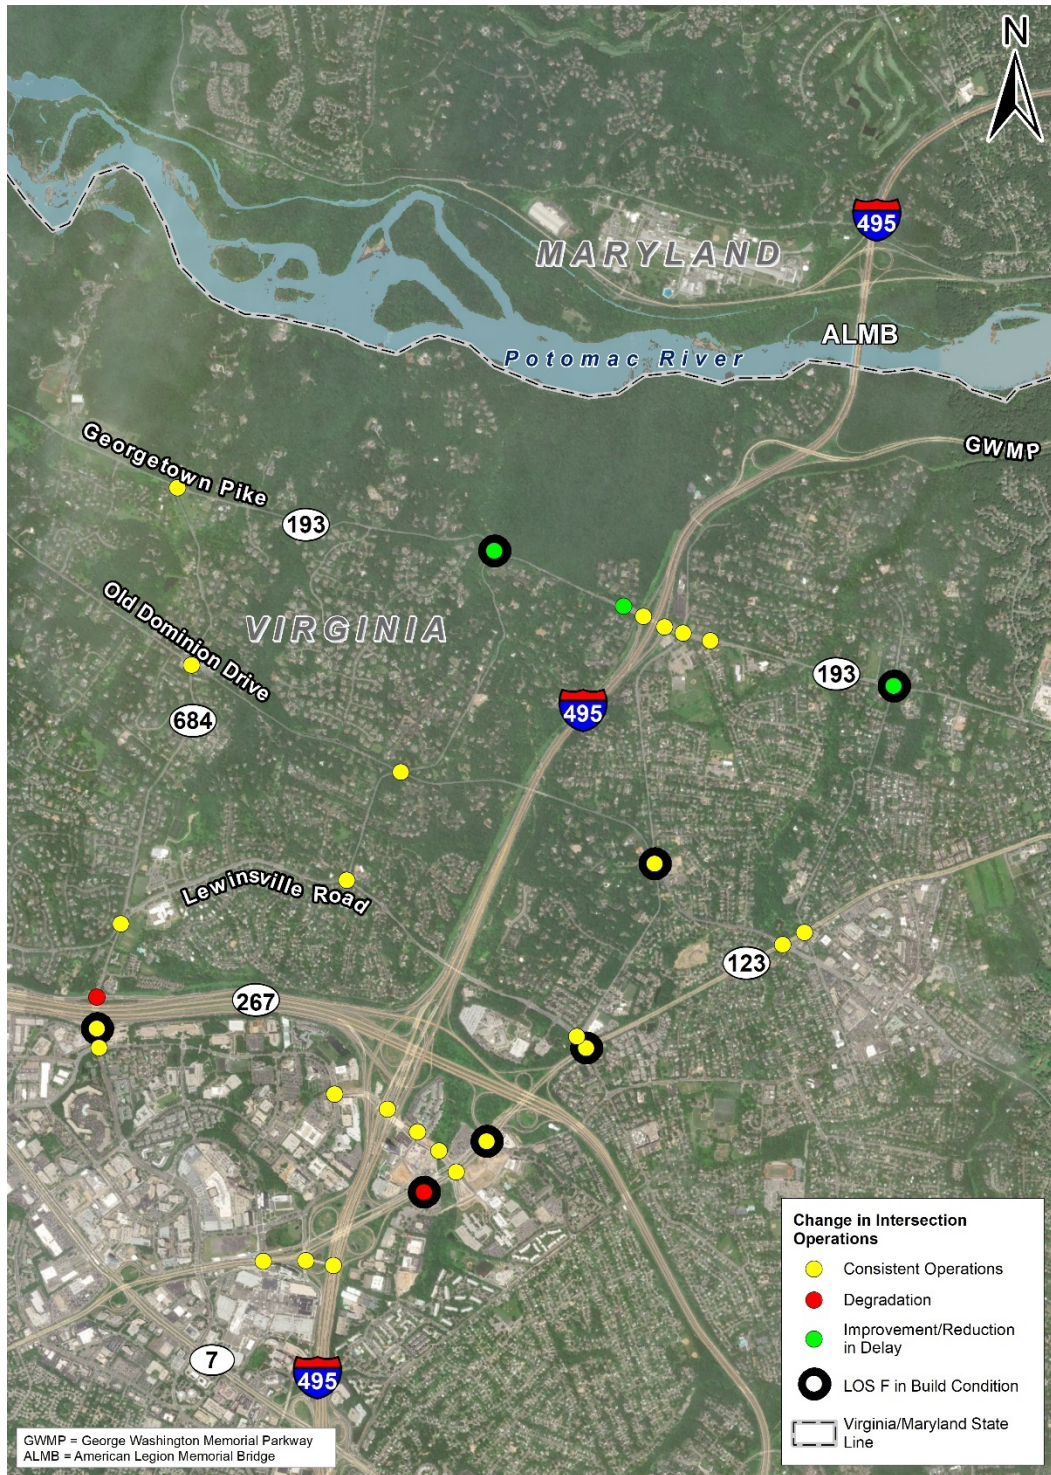 N
495
MARYLAND
ALMB
Potomac River
GWMP
Georgetown Pike
193
Old Dominion Drive
VIRGINIA
193
495
684
Lewinsville Road
123
267
7
495
Change in Intersection
Operations
Consistent Operations
Degradation
Improvement/Reduction
in Delay
LOS F in Build Condition
Virginia/Maryland State
Line
GWMP = George Washington Memorial Parkway
ALMB = American Legion Memorial Bridge